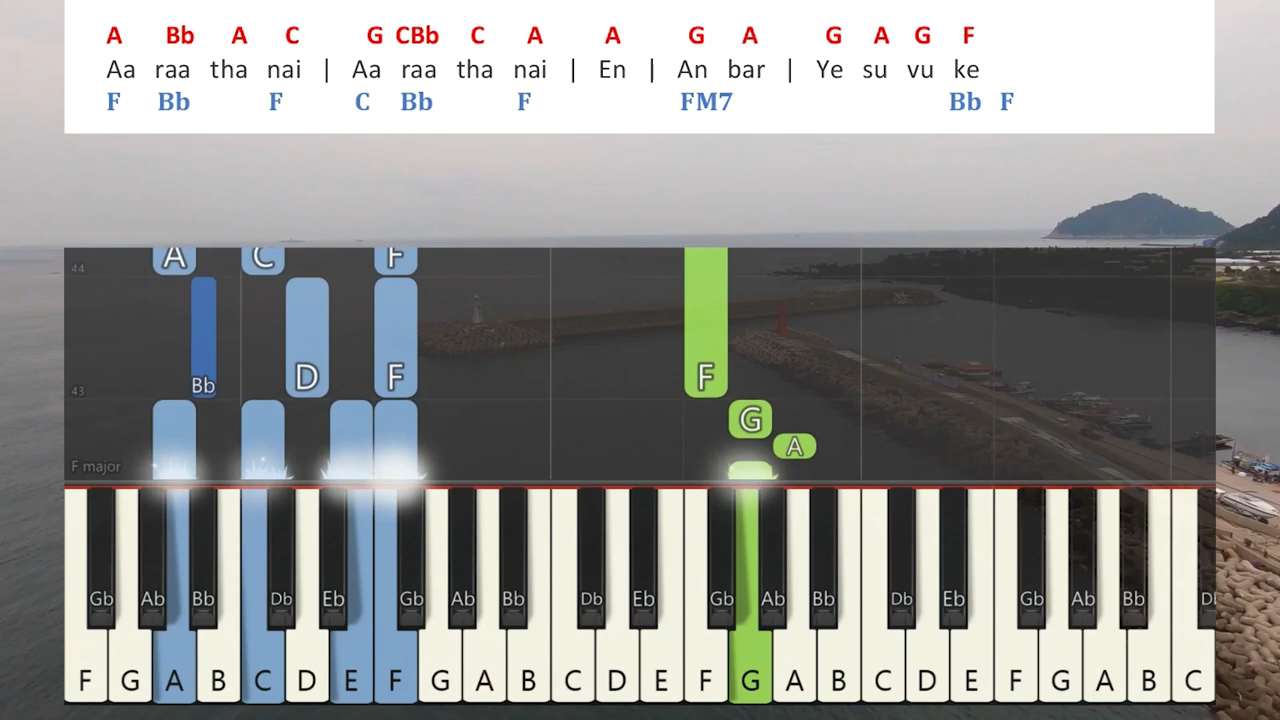 A Bb A C G CBb C A A G A G A G F
Aa raa tha nai | Aa raa tha nai | En | An bar | Ye su vu ke
F Bb F C Bb F FM7 Bb F
A C F
44
Bb D F F
43
G
A
F major
Gb Ab Bb Db Eb Gb Ab Bb Db Eb Gb Ab Bb Db Eb Gb Ab Bb
F G A B C D E F G A B C D E F G A B C D E F G A B C